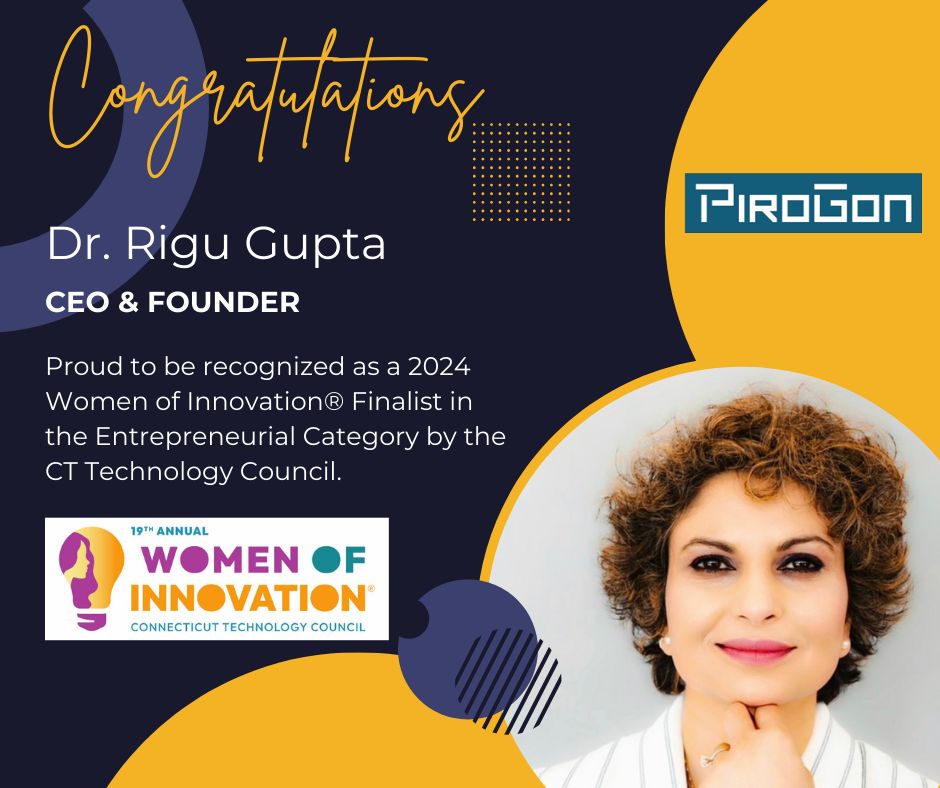 Congratulations
PIROGON
Dr. Rigu Gupta
CEO & FOUNDER
Proud to be recognized as a 2024
Women of Innovation® Finalist in
the Entrepreneurial Category by the
CT Technology Council.
19TH ANNUAL
WOMEN OF
INNOVATION®
CONNECTICUT TECHNOLOGY COUNCIL